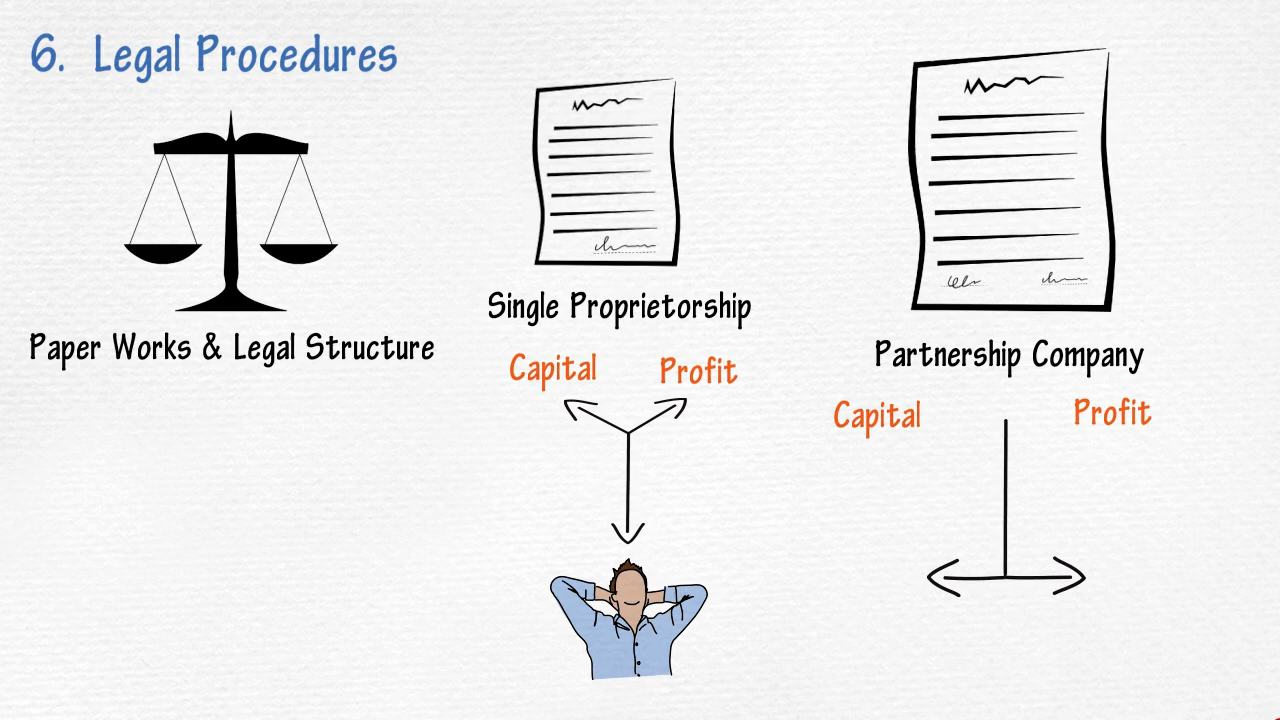 6. Legal Procedures
Paper Works & Legal Structure
Single Proprietorship
Capital
Profit
Partnership Company
Capital
Profit